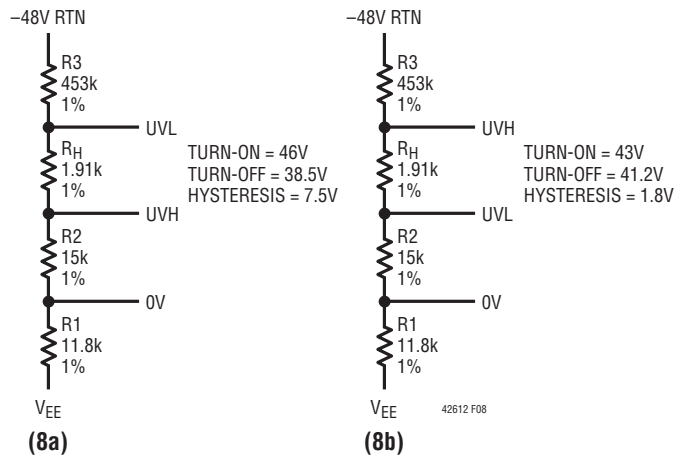 –48V RTN
R3
453k
1%
UVL
RH
1.91k
1%
TURN-ON = 46V
TURN-OFF = 38.5V
HYSTERESIS = 7.5V
UVH
R2
15k
1%
0V
R1
11.8k
1%
VEE
(8a)
–48V RTN
R3
453k
1%
UVH
RH
1.91k
1%
TURN-ON = 43V
TURN-OFF = 41.2V
HYSTERESIS = 1.8V
UVL
R2
15k
1%
0V
R1
11.8k
1%
VEE
42612 F08
(8b)